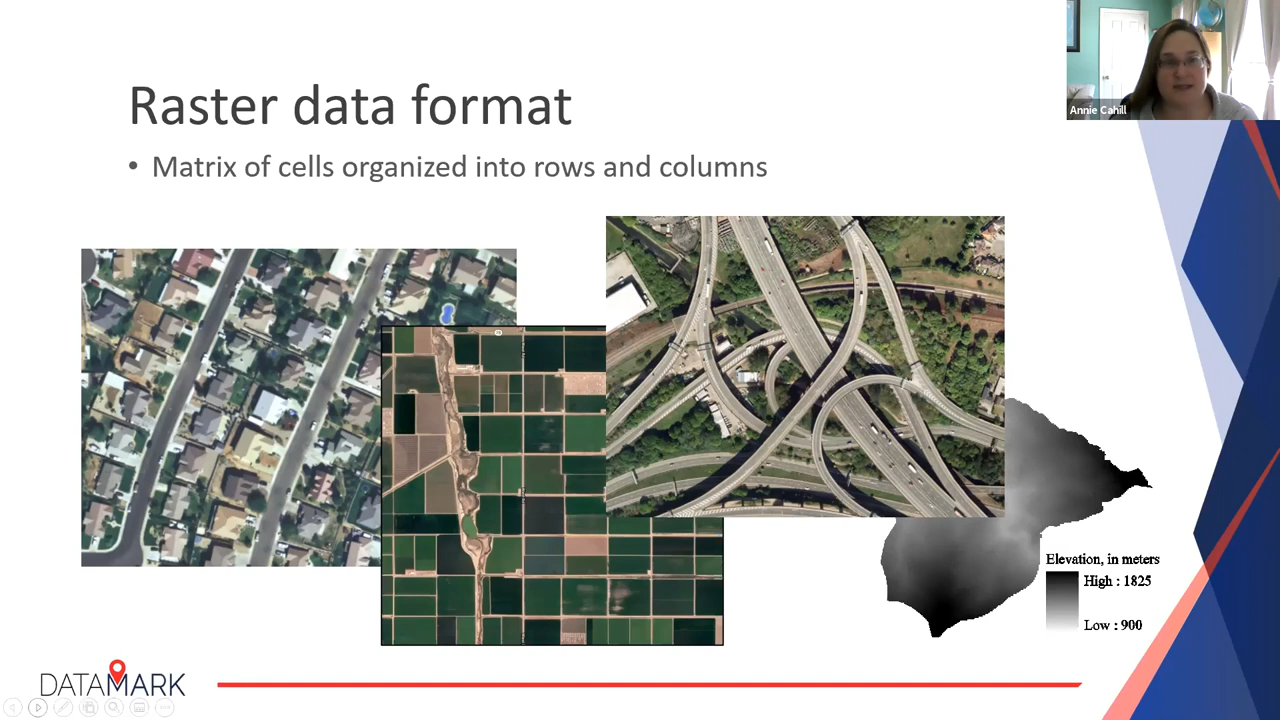 Annie Cahill
Raster data format
• Matrix of cells organized into rows and columns
Elevation, in meters
High : 1825
Low : 900
DATAMARK